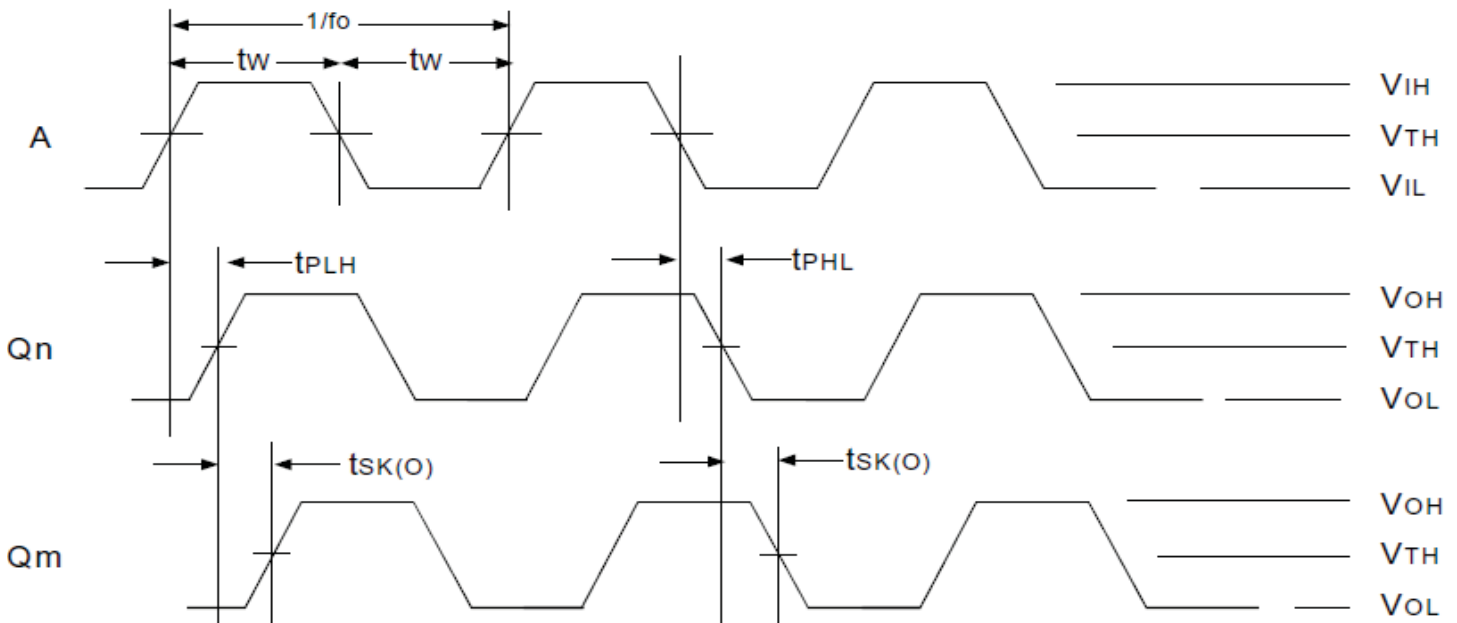 1/fo
tW tW
VIH
A
VTH
VIL
tPLH
tPHL
VOH
Qn
VTH
VOL
tSK(O)
tSK(O)
VOH
Qm
VTH
VOL